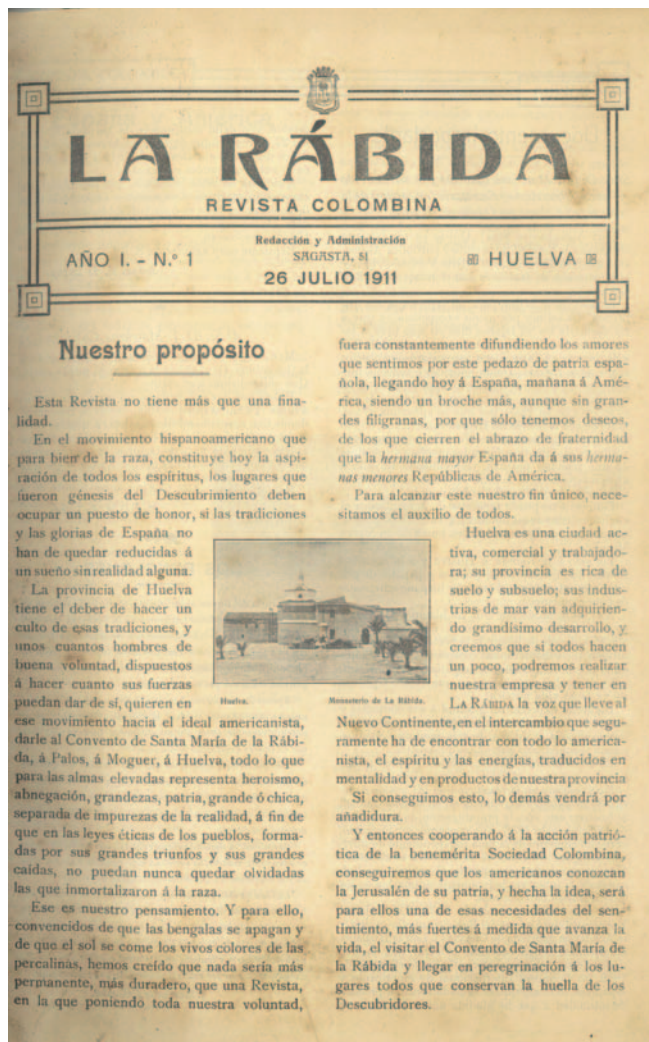 LA RÁBIDA
REVISTA COLOMBINA
AÑO I. - N.º 1
Redacción y Administración
SAGASTA, 51
26 JULIO 1911
HUELVA
Nuestro propósito
Esta Revista no tiene más que una fina-
lidad.
En el movimiento hispanoamericano que
para bien de la raza, constituye hoy la aspi-
ración de todos los espíritus, los lugares que
fueron génesis del Descubrimiento deben
ocupar un puesto de honor, si las tradiciones
y las glorias de España no
han de quedar reducidas á
un sueño sin realidad alguna.
La provincia de Huelva
tiene el deber de hacer un
culto de esas tradiciones, y
unos cuantos hombres de
buena voluntad, dispuestos
á hacer cuanto sus fuerzas
puedan dar de sí, quieren en
ese movimiento hacia el ideal americanista,
darle al Convento de Santa María de la Rábi-
da, á Palos, á Moguer, á Huelva, todo lo que
para las almas elevadas representa heroismo,
abnegación, grandezas, patria, grande ó chica,
separada de impurezas de la realidad, á fin de
que en las leyes éticas de los pueblos, forma-
das por sus grandes triunfos y sus grandes
caídas, no puedan nunca quedar olvidadas
las que inmortalizaron á la raza.
Ese es nuestro pensamiento. Y para ello,
convencidos de que las bengalas se apagan y
de que el sol se come los vivos colores de las
percalinas, hemos creído que nada sería más
permanente, más duradero, que una Revista,
en la que poniendo toda nuestra voluntad,
Huelva.
Monasterio de La Rábida.
fuera constantemente difundiendo los amores
que sentimos por este pedazo de patria espa-
ñola, llegando hoy á España, mañana á Amé-
rica, siendo un broche más, aunque sin gran-
des filigranas, por que sólo tenemos deseos,
de los que cierren el abrazo de fraternidad
que la hermana mayor España da á sus herma-
nas menores Repúblicas de América.
Para alcanzar este nuestro fin único, nece-
sitamos el auxilio de todos.
Huelva es una ciudad ac-
tiva, comercial y trabajado-
ra; su provincia es rica de
suelo y subsuelo; sus indus-
trias de mar van adquirien-
do grandísimo desarrollo, y
creemos que si todos hacen
un poco, podremos realizar
nuestra empresa y tener en
LA RÁBIDA la voz que lleve al
Nuevo Continente, en el intercambio que segu-
ramente ha de encontrar con todo lo america-
nista, el espíritu y las energías, traducidos en
mentalidad y en productos de nuestra provincia
Si conseguimos esto, lo demás vendrá por
añadidura.
Y entonces cooperando á la acción patrió-
tica de la benemérita Sociedad Colombina,
conseguiremos que los americanos conozcan
la Jerusalén de su patria, y hecha la idea, será
para ellos una de esas necesidades del sen-
timiento, más fuertes á medida que avanza la
vida, el visitar el Convento de Santa María de
la Rábida y llegar en peregrinación á los lu-
gares todos que conservan la huella de los
Descubridores.